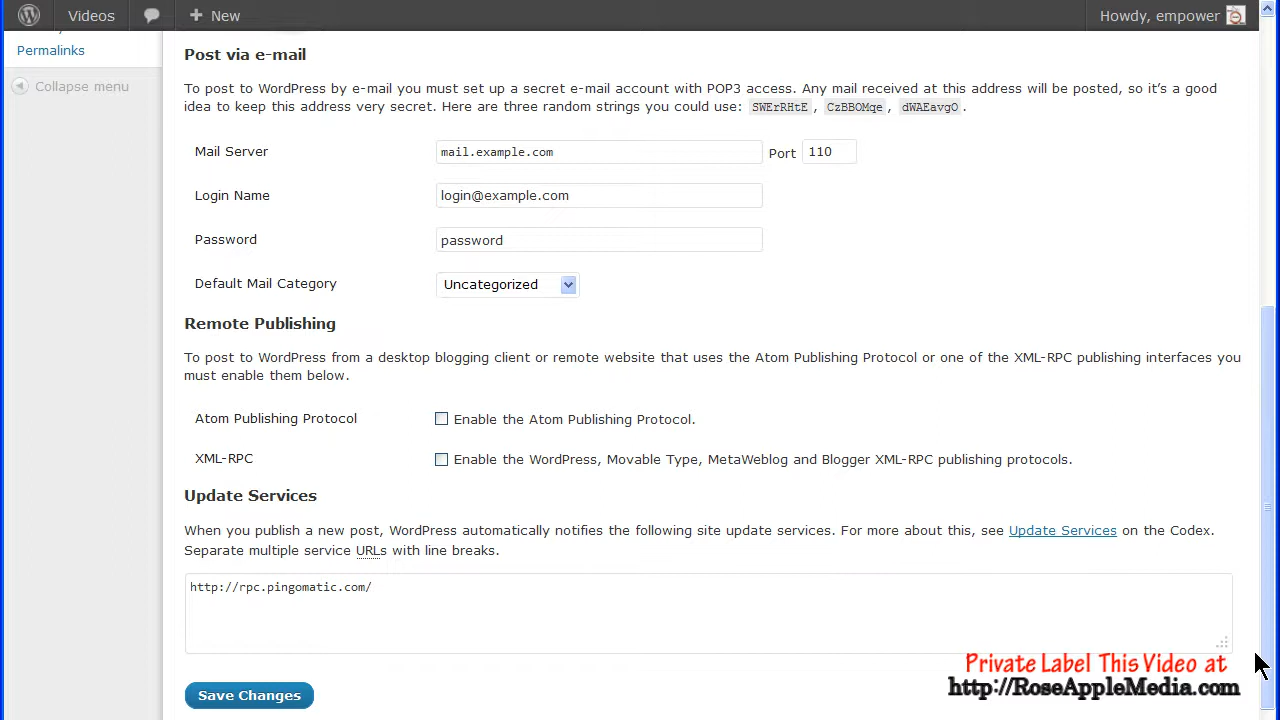 Videos New Howdy, empower
Permalinks
Collapse menu
Post via e-mail
To post to WordPress by e-mail you must set up a secret e-mail account with POP3 access. Any mail received at this address will be posted, so it’s a good
idea to keep this address very secret. Here are three random strings you could use: SWErRHtE, CzBBOMqe, dWAEavgO.
Mail Server mail.example.com Port 110
Login Name login@example.com
Password password
Default Mail Category Uncategorized
Remote Publishing
To post to WordPress from a desktop blogging client or remote website that uses the Atom Publishing Protocol or one of the XML-RPC publishing interfaces you
must enable them below.
Atom Publishing Protocol Enable the Atom Publishing Protocol.
XML-RPC Enable the WordPress, Movable Type, MetaWeblog and Blogger XML-RPC publishing protocols.
Update Services
When you publish a new post, WordPress automatically notifies the following site update services. For more about this, see Update Services on the Codex.
Separate multiple service URLs with line breaks.
http://rpc.pingomatic.com/
Private Label This Video at
http://RoseAppleMedia.com
Save Changes